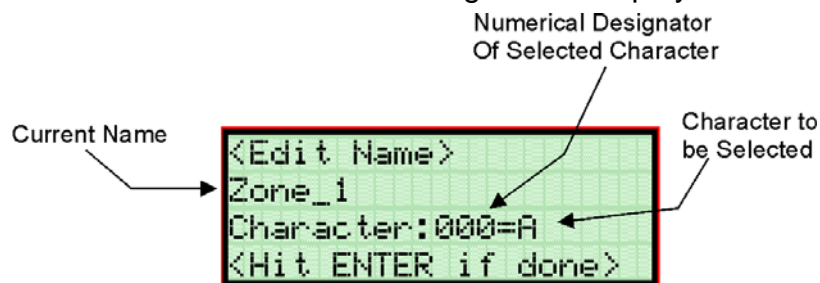 Numerical Designator
Of Selected Character
Current Name
Character to
be Selected
<Edit Name>
Zone_1
Character:000=A
<Hit ENTER if done>